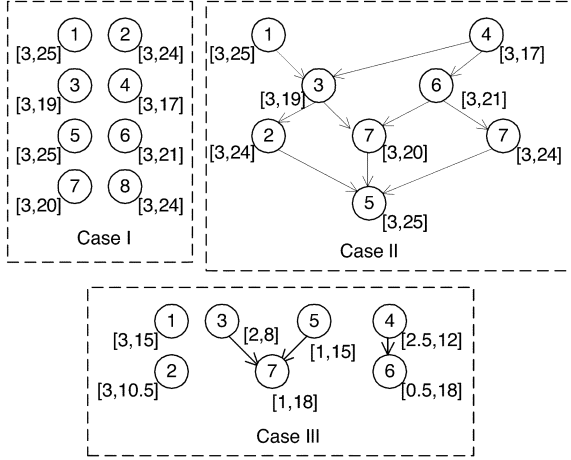 1 2
[3,25] [3,24]
3 4
[3,19] [3,17]
5 6
[3,25] [3,21]
7 8
[3,20] [3,24]
Case I
1 4
[3,25] [3,17]
3 6
[3,19] [3,21]
2 7 7
[3,24] [3,20] [3,24]
5
[3,25]
Case II
1 3 5 4
[3,15] [2,8] [1,15] [2.5,12]
2 7 6
[3,10.5] [1,18] [0.5,18]
Case III